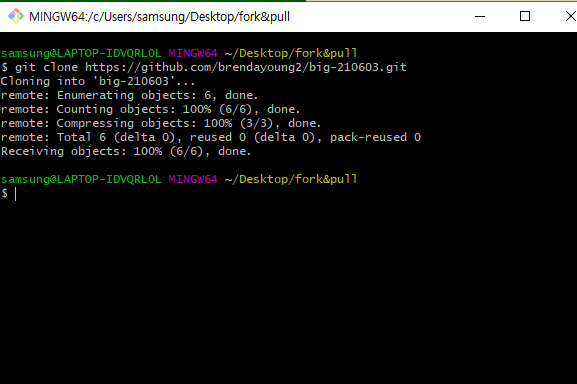 MINGW64:/c/Users/samsung/Desktop/fork&pull
samsung@LAPTOP-IDVQRLOL MINGW64 ~/Desktop/fork&pull
$ git clone https://github.com/brendayoung2/big-210603.git
Cloning into 'big-210603'...
remote: Enumerating objects: 6, done.
remote: Counting objects: 100% (6/6), done.
remote: Compressing objects: 100% (3/3), done.
remote: Total 6 (delta 0), reused 0 (delta 0), pack-reused 0
Receiving objects: 100% (6/6), done.
samsung@LAPTOP-IDVQRLOL MINGW64 ~/Desktop/fork&pull
$